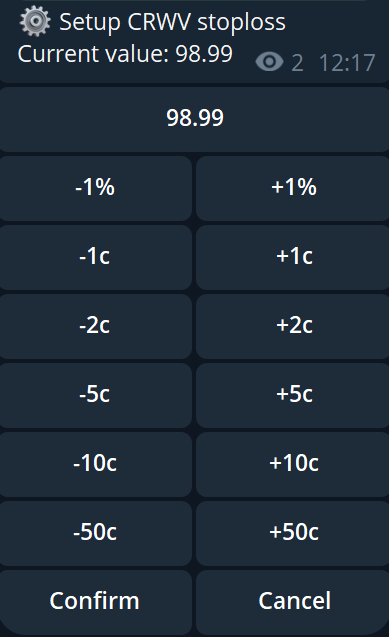 Setup CRWV stoploss
Current value: 98.99 2 12:17
98.99
-1% +1%
-1c +1c
-2c +2c
-5c +5c
-10c +10c
-50c +50c
Confirm Cancel